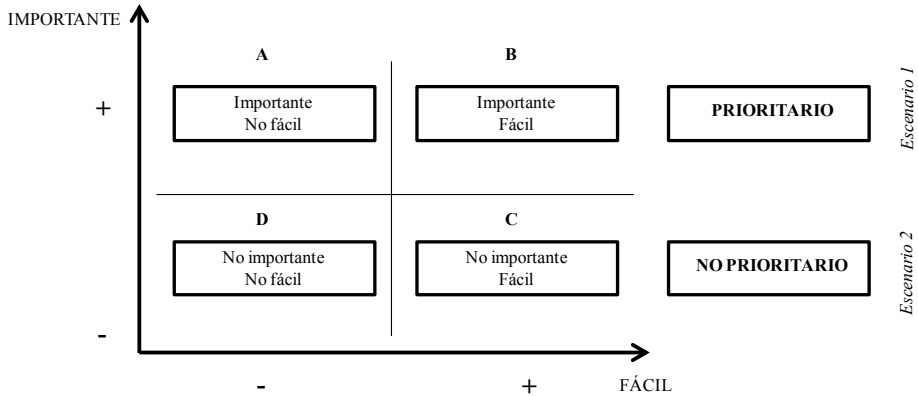 IMPORTANTE
A
B
Importante
No fácil
Importante
Fácil
PRIORITARIO
Escenario 1
+
D
C
No importante
No fácil
No importante
Fácil
NO PRIORITARIO
Escenario 2
-
-
+
FÁCIL